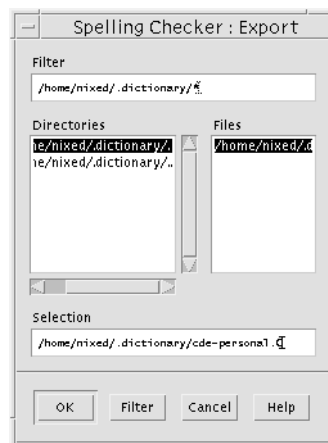 Spelling Checker : Export
Filter
/home/nixed/.dictionary/*
Directories
Files
ne/nixed/.dictionary/.
ne/nixed/.dictionary/..
/home/nixed/.d
Selection
/home/nixed/.dictionary/cde-personal.C
OK
Filter
Cancel
Help